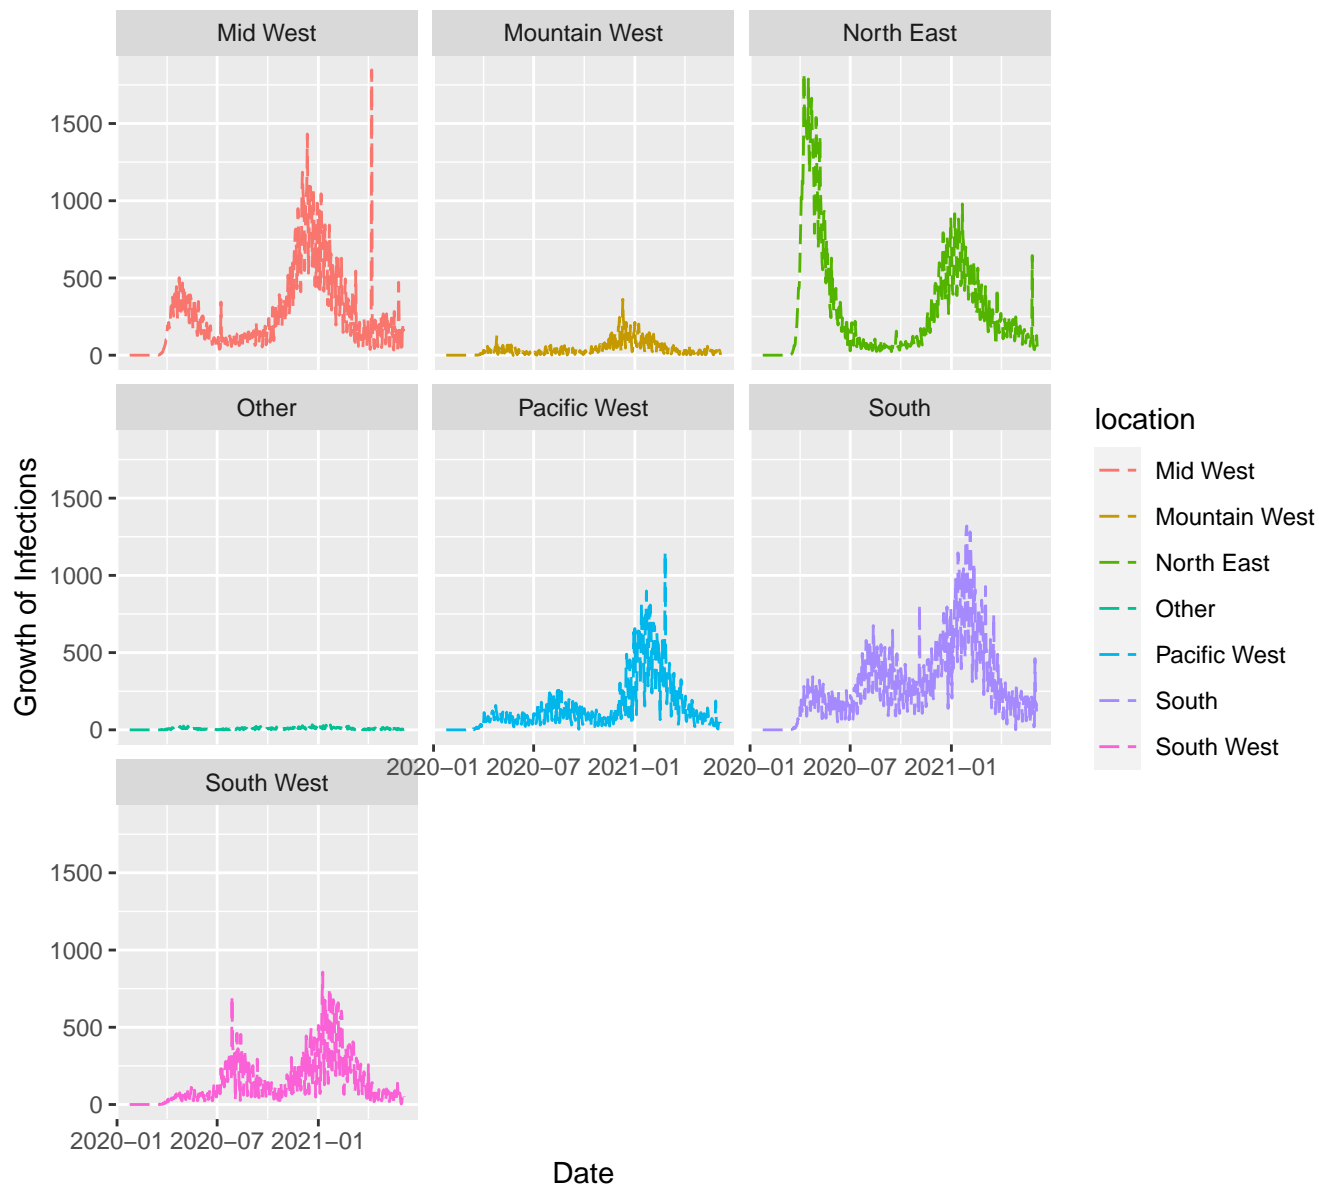 Mid West
Mountain West
North East
1500
1000
500
0
Other
Pacific West
South
1500
1000
500
0
2020−01 2020−07 2021−01
2020−01 2020−07 2021−01
South West
1500
1000
500
0
2020−01 2020−07 2021−01
Growth of Infections
Date
location
Mid West
Mountain West
North East
Other
Pacific West
South
South West